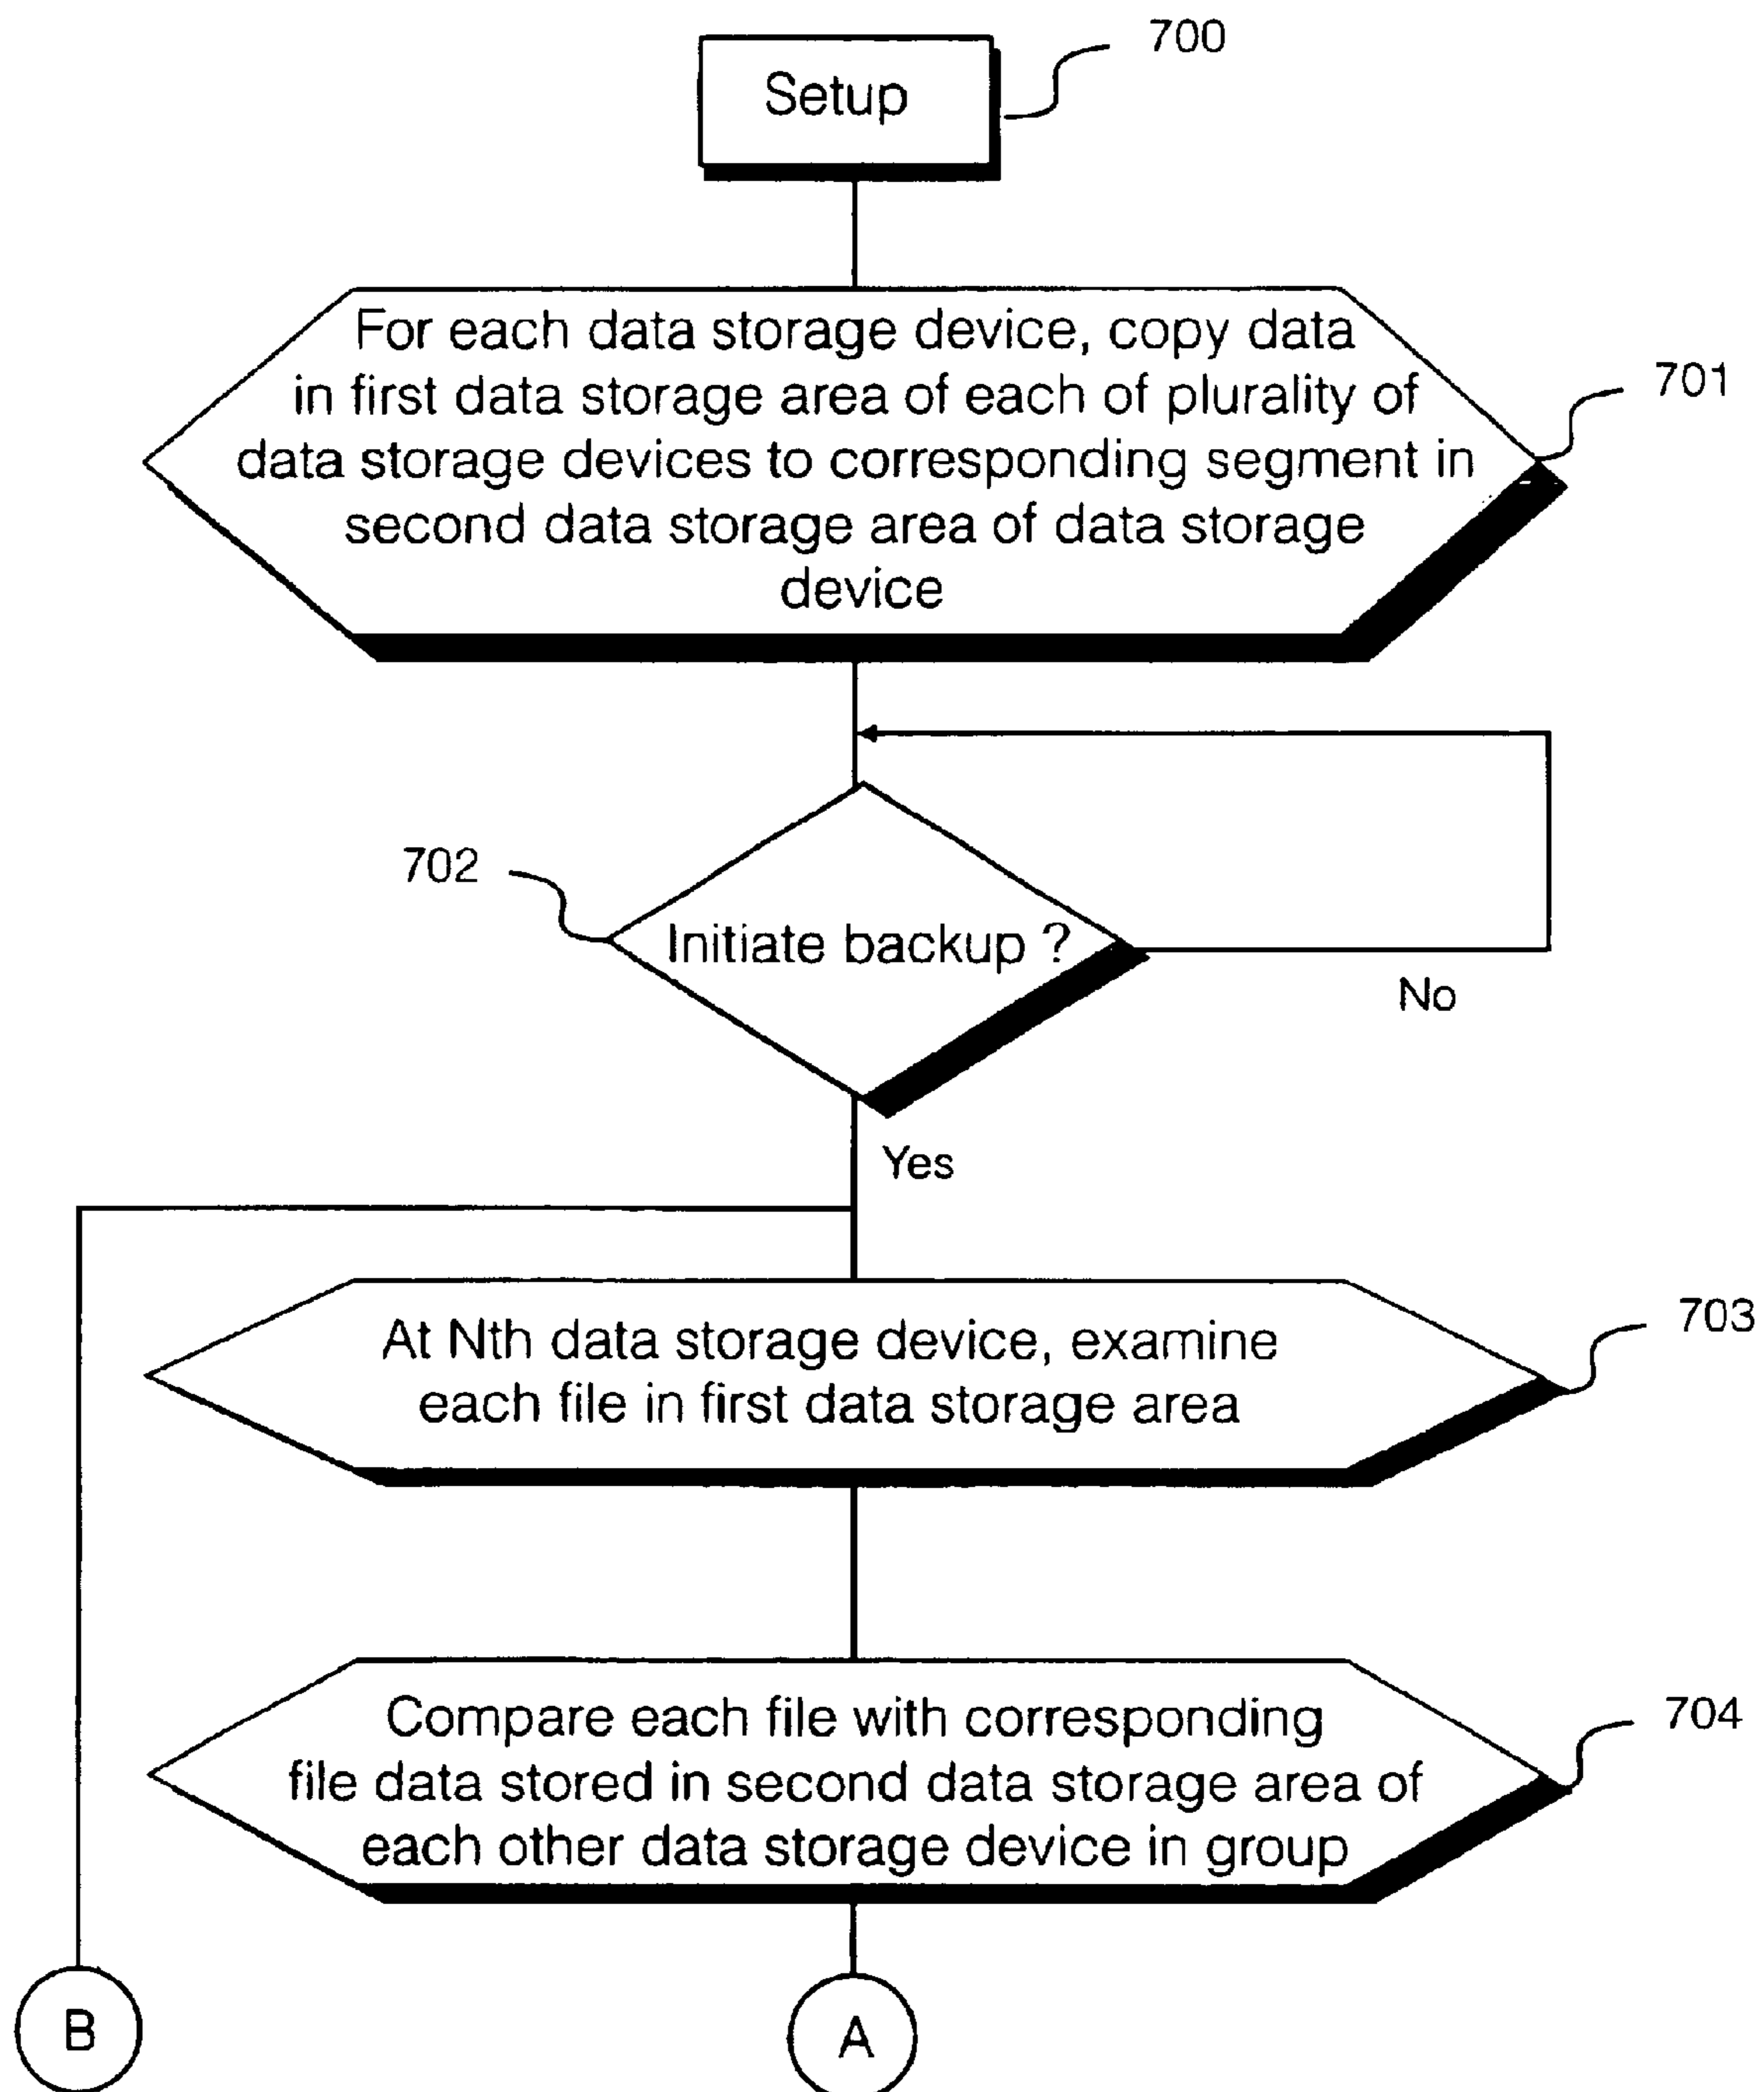 700
Setup
For each data storage device, copy data
in first data storage area of each of plurality of
data storage devices to corresponding segment in
second data storage area of data storage
device
701
702
Initiate backup ?
No
Yes
At Nth data storage device, examine
each file in first data storage area
703
Compare each file with corresponding
file data stored in second data storage area of
each other data storage device in group
704
B
A